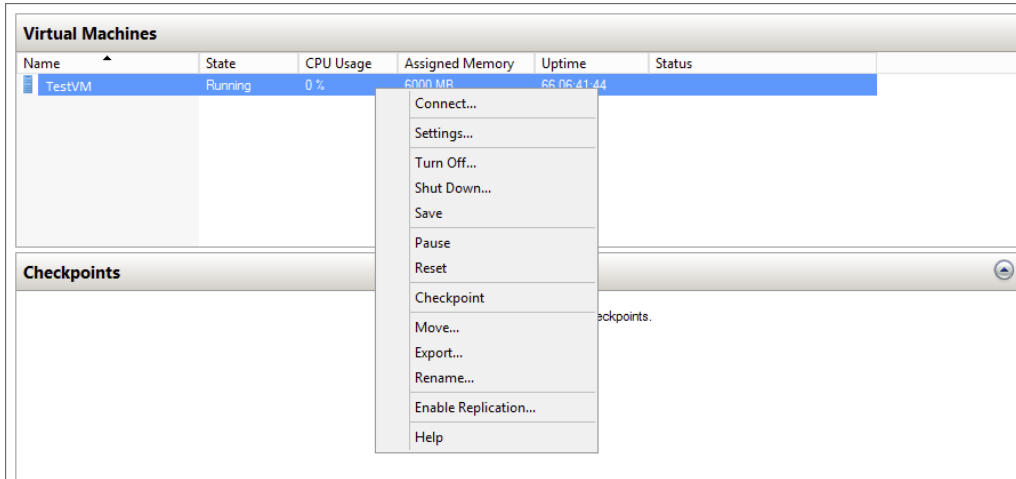 Virtual Machines
Name State CPU Usage Assigned Memory Uptime Status
TestVM Running 0 % 6000 MB 66.06:41:44
Connect...
Settings...
Turn Off...
Shut Down...
Save
Pause
Reset
Checkpoint
Move...
Export...
Rename...
Enable Replication...
Help
Checkpoints
eckpoints.